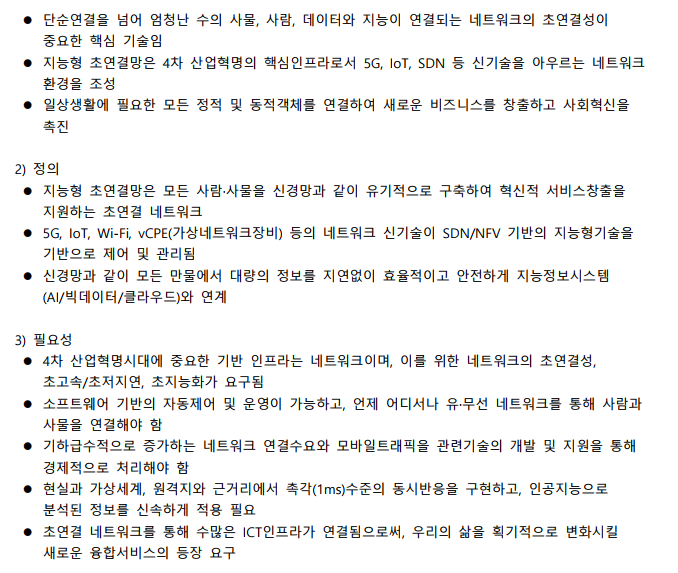 ● 단순연결을 넘어 엄청난 수의 사물, 사람, 데이터와 지능이 연결되는 네트워크의 초연결성이
중요한 핵심 기술임
● 지능형 초연결망은 4차 산업혁명의 핵심인프라로서 5G, IoT, SDN 등 신기술을 아우르는 네트워크
환경을 조성
● 일상생활에 필요한 모든 정적 및 동적객체를 연결하여 새로운 비즈니스를 창출하고 사회혁신을
촉진
2) 정의
● 지능형 초연결망은 모든 사람·사물을 신경망과 같이 유기적으로 구축하여 혁신적 서비스창출을
지원하는 초연결 네트워크
● 5G, IoT, Wi-Fi, vCPE(가상네트워크장비) 등의 네트워크 신기술이 SDN/NFV 기반의 지능형기술을
기반으로 제어 및 관리됨
● 신경망과 같이 모든 만물에서 대량의 정보를 지연없이 효율적이고 안전하게 지능정보시스템
(AI/빅데이터/클라우드)와 연계
3) 필요성
● 4차 산업혁명시대에 중요한 기반 인프라는 네트워크이며, 이를 위한 네트워크의 초연결성,
초고속/초저지연, 초지능화가 요구됨
● 소프트웨어 기반의 자동제어 및 운영이 가능하고, 언제 어디서나 유·무선 네트워크를 통해 사람과
사물을 연결해야 함
● 기하급수적으로 증가하는 네트워크 연결수요와 모바일트래픽을 관련기술의 개발 및 지원을 통해
경제적으로 처리해야 함
● 현실과 가상세계, 원격지와 근거리에서 촉각(1ms)수준의 동시반응을 구현하고, 인공지능으로
분석된 정보를 신속하게 적용 필요
● 초연결 네트워크를 통해 수많은 ICT인프라가 연결됨으로써, 우리의 삶을 획기적으로 변화시킬
새로운 융합서비스의 등장 요구